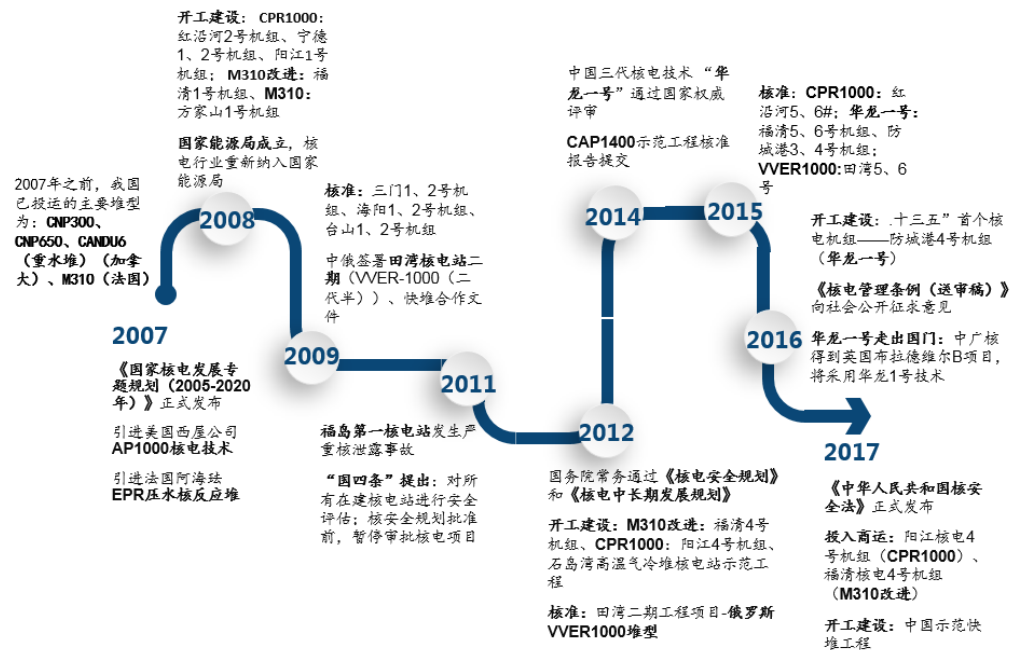 2007年之前，我国
已投运的主要堆型
为：CNP300、
CNP650、CANDU6
（重水堆）（加拿
大）、M310（法国）
2007
《国家核电发展专
题规划（2005-2020
年）》正式发布
引进美国西屋公司
AP1000核电技术
引进法国阿海珐
EPR压水核反应堆
开工建设：CPR1000：
红沿河2号机组、宁德
1、2号机组、阳江1号
机组；M310改进：福
清1号机组、M310：
方家山1号机组
国家能源局成立，核
电行业重新纳入国家
能源局
2008
核准：三门1、2号机
组、海阳1、2号机组、
台山1、2号机组
中俄签署田湾核电站二
期（VVER-1000（二
代半））、快堆合作文
件
2009
2011
福岛第一核电站发生严
重核泄露事故
“国四条”提出：对所
有在建核电站进行安全
评估；核安全规划批准
前，暂停审批核电项目
2012
国务院常务通过《核电安全规划》
和《核电中长期发展规划》
开工建设：M310改进：福清4号
机组、CPR1000：阳江4号机组、
石岛湾高温气冷堆核电站示范工
程
核准：田湾二期工程项目-俄罗斯
VVER1000堆型
中国三代核电技术“华
龙一号”通过国家权威
评审
CAP1400示范工程核准
报告提交
2014
核准：CPR1000：红
沿河5、6#；华龙一号：
福清5、6号机组、防
城港3、4号机组；
VVER1000:田湾5、6
号
2015
开工建设：.十三五”首个核
电机组——防城港4号机组
（华龙一号）
《核电管理条例（送审稿）》
向社会公开征求意见
华龙一号走出国门：中广核
得到英国布拉德维尔B项目，
将采用华龙1号技术
2016
2017
《中华人民共和国核安
全法》正式发布
投入商运：阳江核电4
号机组（CPR1000）、
福清核电4号机组
（M310改进）
开工建设：中国示范快
堆工程